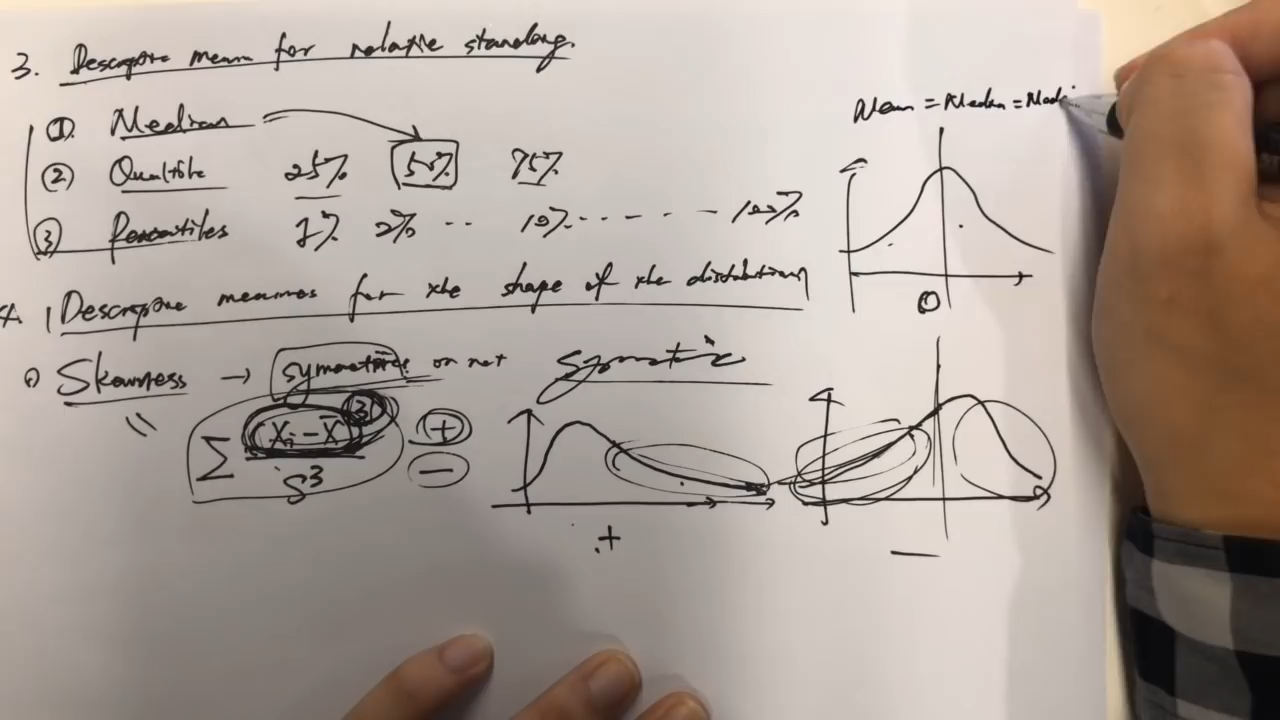 3. Descriptive measure for relative standing.
① Median
② Quartile 25% 50% 75%
③ Percentiles 1% 2% .. 10% ...... 100%
4. Descriptive measures for the shape of the distribution
① Skewness → symmetric or not
Σ (Xi - X̄)3 / S3
+
-
Symmetric
+
-
Mean = Median = Mode
0